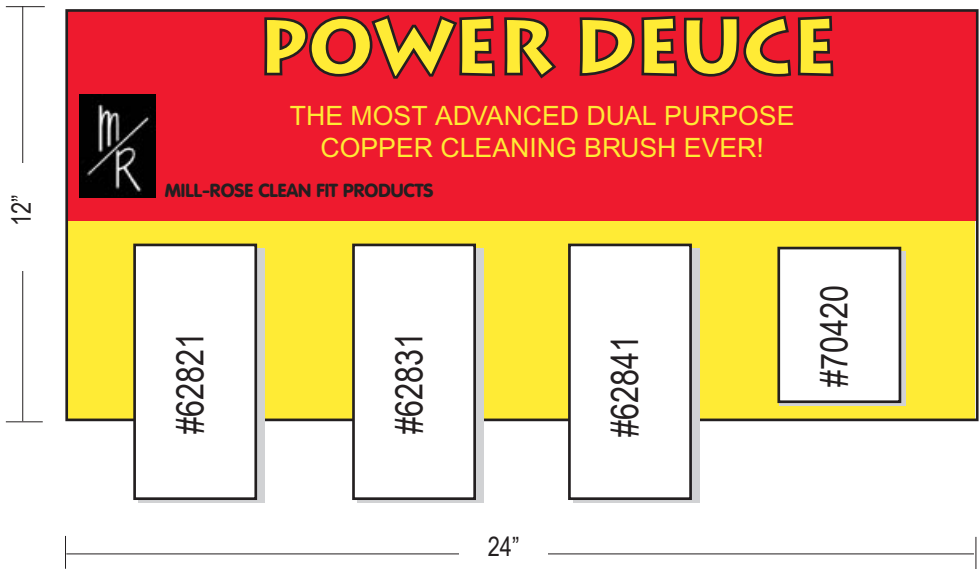 POWER DEUCE
THE MOST ADVANCED DUAL PURPOSE
COPPER CLEANING BRUSH EVER!
m/R
MILL-ROSE CLEAN FIT PRODUCTS
12”
#62821
#62831
#62841
#70420
24”